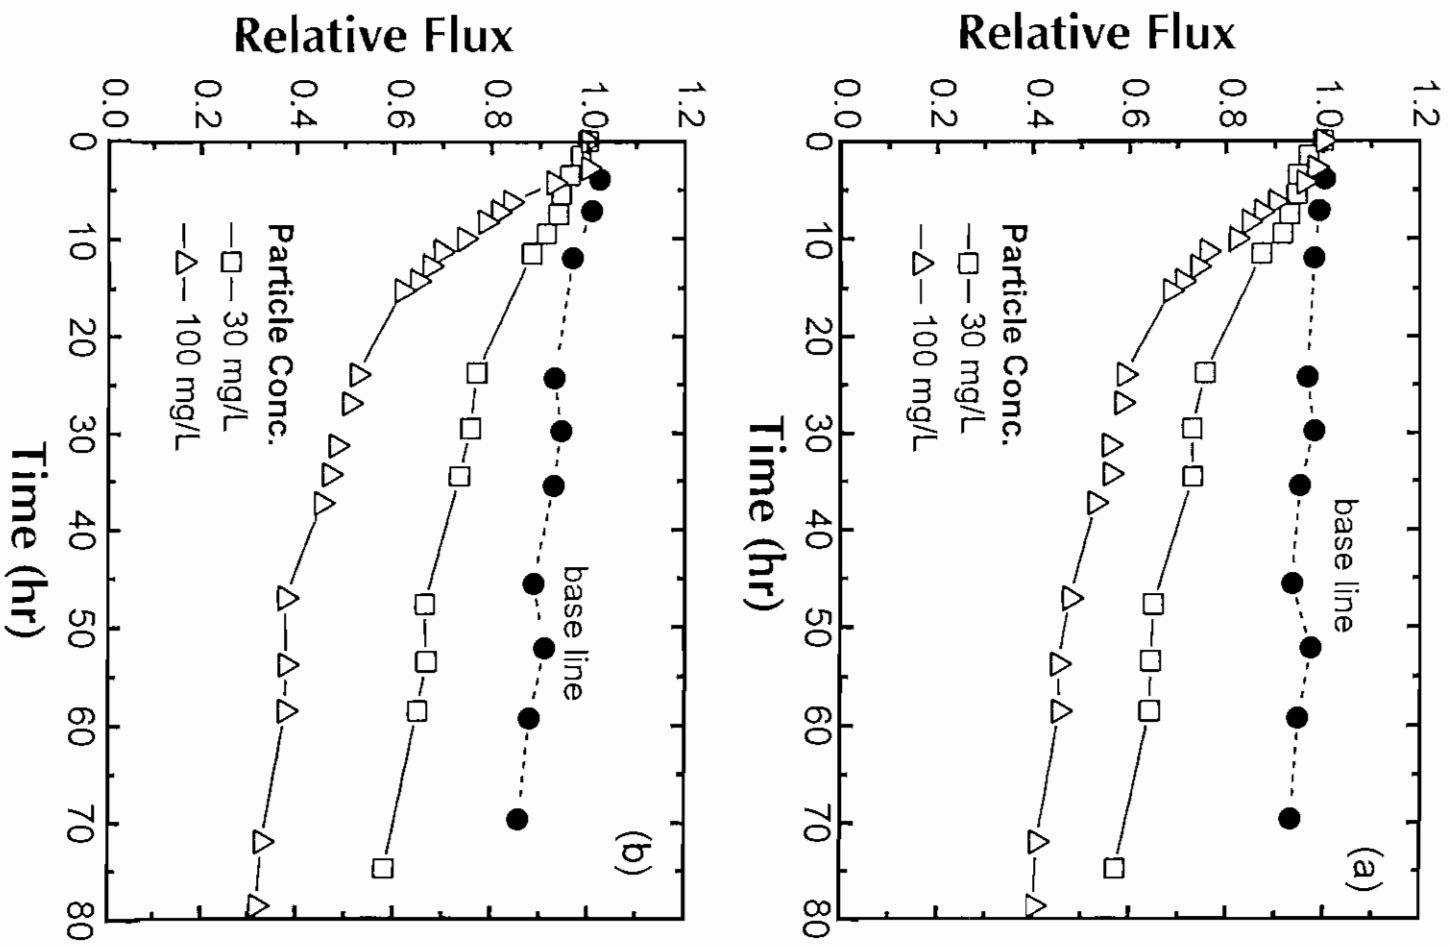 Relative Flux
1.2
1.0
0.8
0.6
0.4
0.2
0.0
(a)
base line
Particle Conc.
30 mg/L
100 mg/L
0 10 20 30 40 50 60 70 80
Time (hr)
Relative Flux
1.2
1.0
0.8
0.6
0.4
0.2
0.0
(b)
base line
Particle Conc.
30 mg/L
100 mg/L
0 10 20 30 40 50 60 70 80
Time (hr)